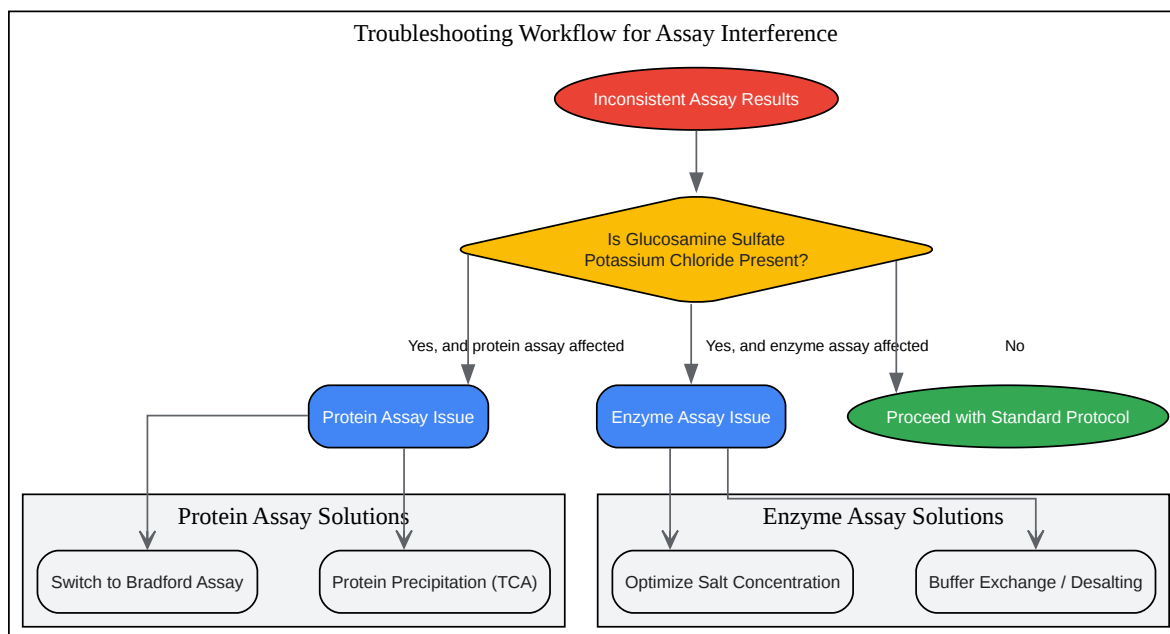 Troubleshooting Workflow for Assay Interference
Inconsistent Assay Results
Is Glucosamine Sulfate
Potassium Chloride Present?
Yes, and protein assay affected
Yes, and enzyme assay affected
No
Protein Assay Issue
Enzyme Assay Issue
Proceed with Standard Protocol
Protein Assay Solutions
Enzyme Assay Solutions
Switch to Bradford Assay
Protein Precipitation (TCA)
Optimize Salt Concentration
Buffer Exchange / Desalting